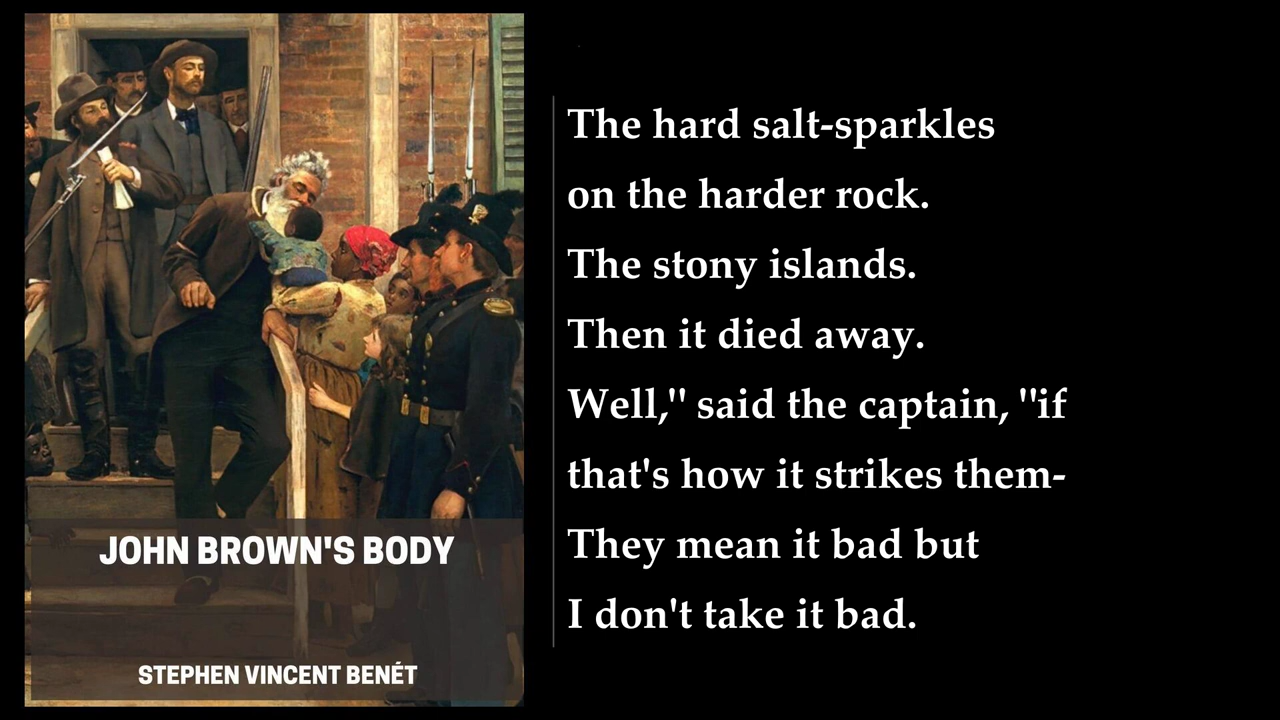 JOHN BROWN'S BODY
STEPHEN VINCENT BENÉT
The hard salt-sparkles
on the harder rock.
The stony islands.
Then it died away.
Well," said the captain, "if
that's how it strikes them-
They mean it bad but
I don't take it bad.